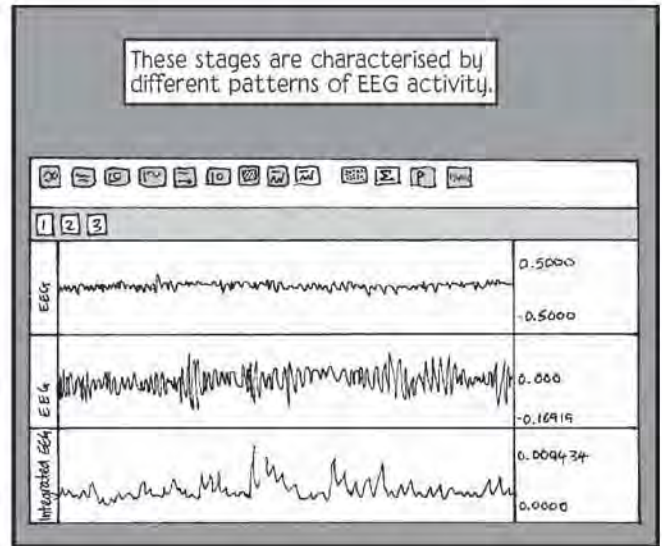 These stages are characterised by
different patterns of EEG activity.
1 2 3
EEG
0.5000
-0.5000
EEG
0.000
-0.16919
Integrated EEG
0.009434
0.0000